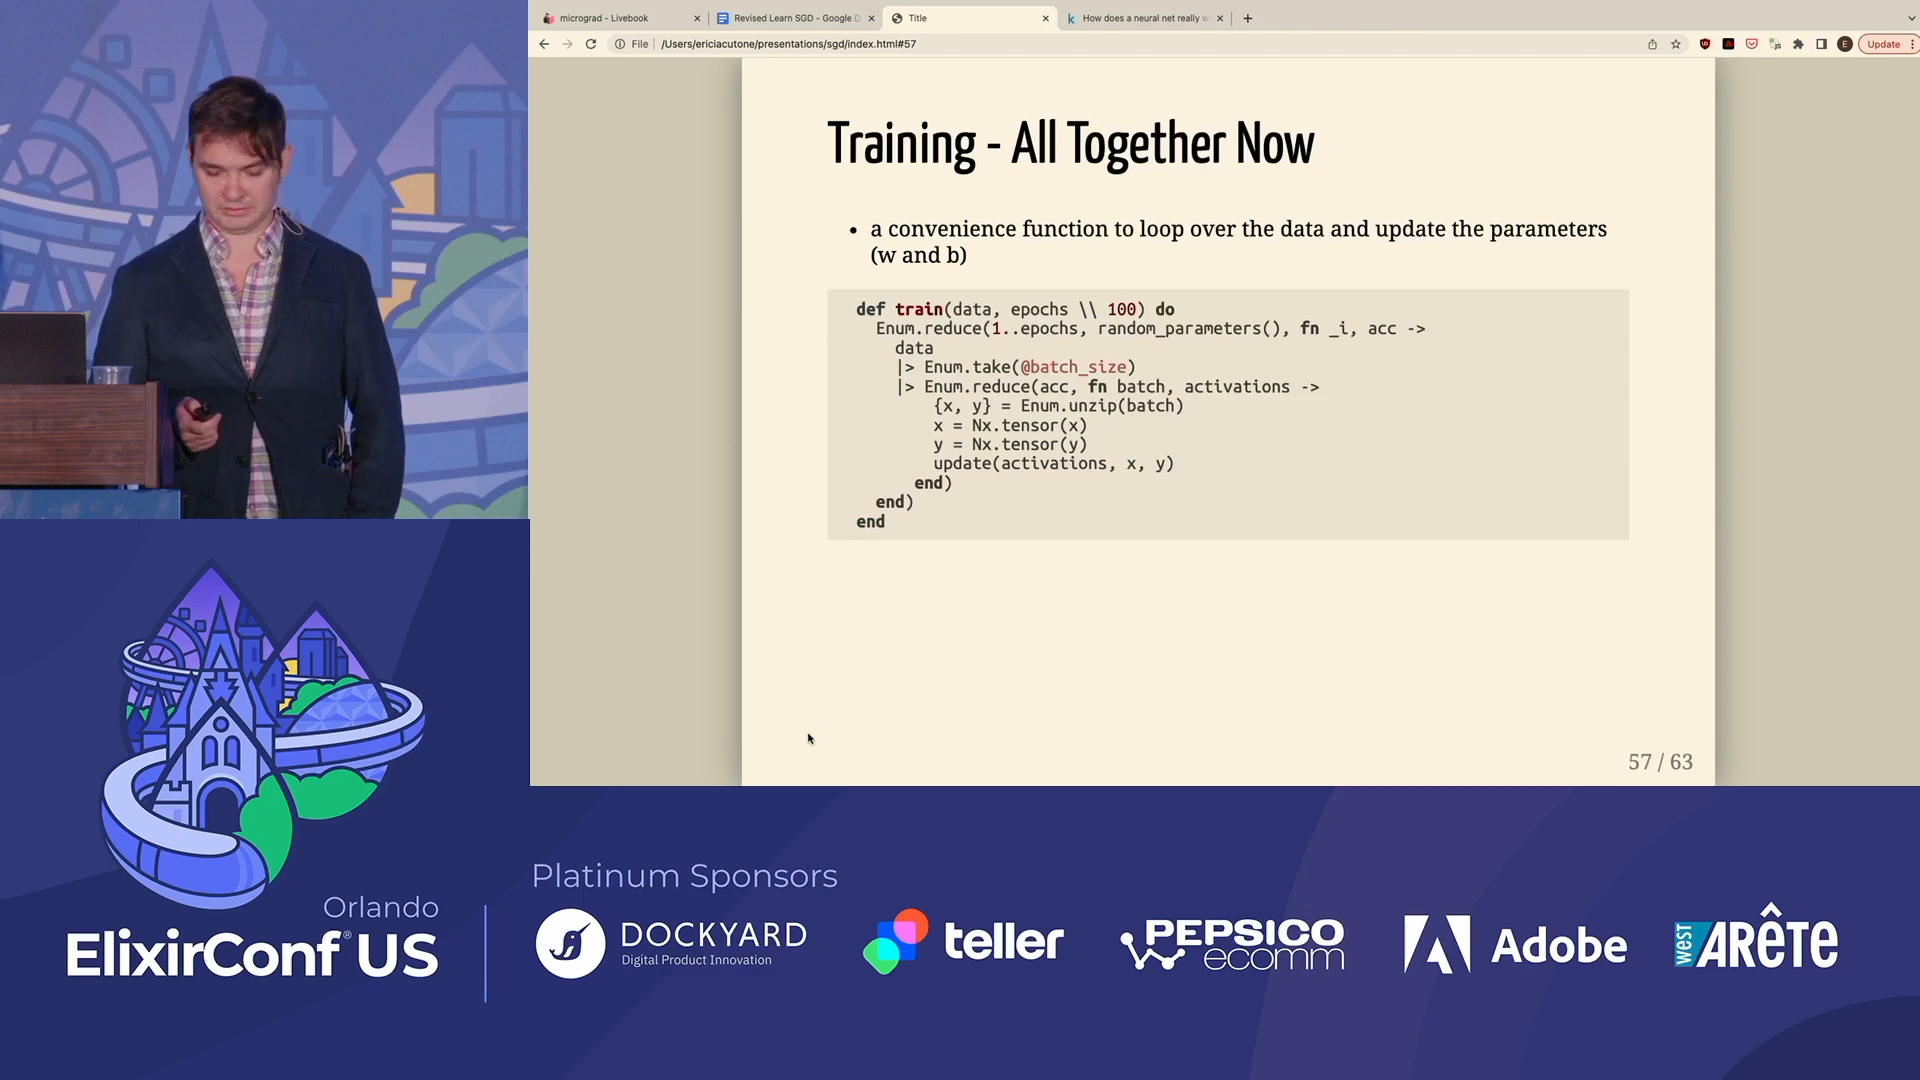 micrograd - Livebook
Revised Learn SGD - Google D
Title
How does a neural net really w
File
/Users/ericiacutone/presentations/sgd/index.html#57
E
Update
Training - All Together Now
• a convenience function to loop over the data and update the parameters
(w and b)
def train(data, epochs \\ 100) do
Enum.reduce(1..epochs, random_parameters(), fn _i, acc ->
data
|> Enum.take(@batch_size)
|> Enum.reduce(acc, fn batch, activations ->
{x, y} = Enum.unzip(batch)
x = Nx.tensor(x)
y = Nx.tensor(y)
update(activations, x, y)
end)
end)
end
57 / 63
Orlando
ElixirConf® US
Platinum Sponsors
DOCKYARD
Digital Product Innovation
teller
PEPSICO
ecomm
Adobe
west ARÊTE